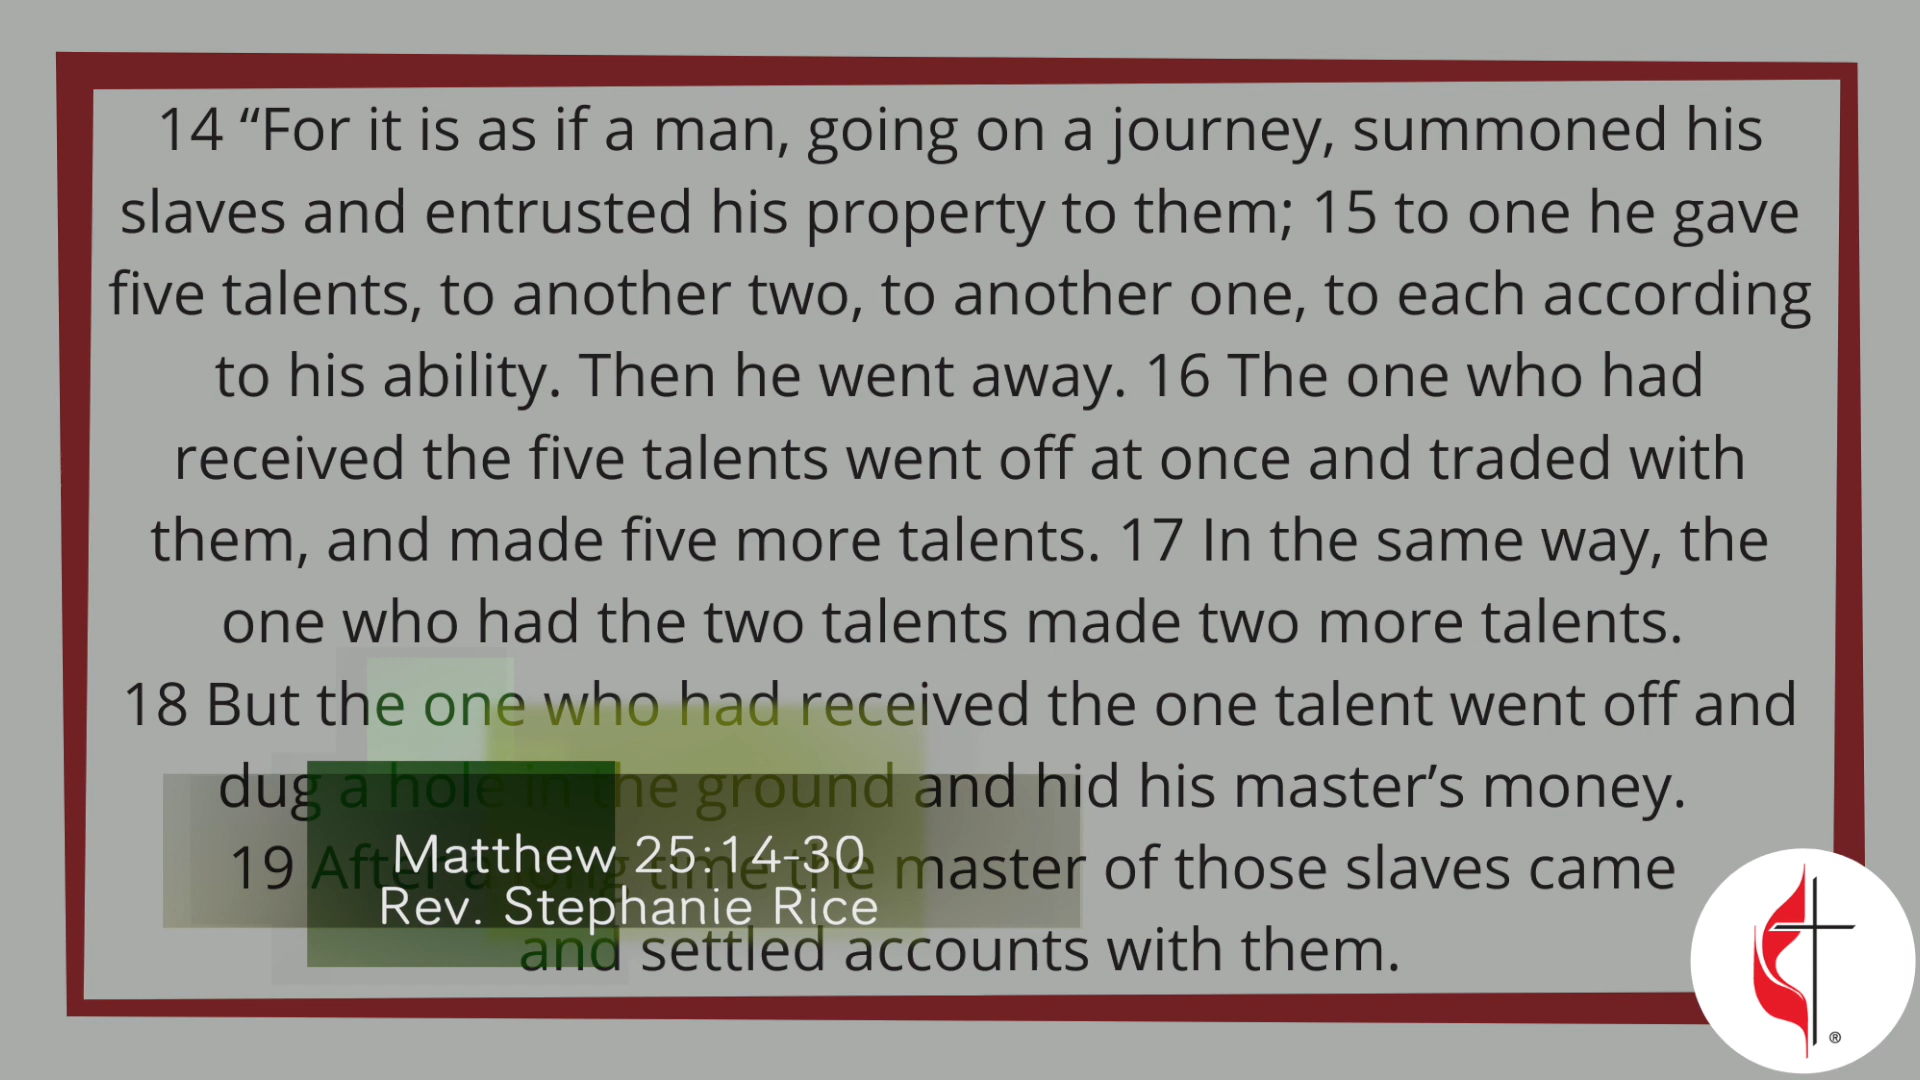 14 “For it is as if a man, going on a journey, summoned his
slaves and entrusted his property to them; 15 to one he gave
five talents, to another two, to another one, to each according
to his ability. Then he went away. 16 The one who had
received the five talents went off at once and traded with
them, and made five more talents. 17 In the same way, the
one who had the two talents made two more talents.
18 But the one who had received the one talent went off and
dug a hole in the ground and hid his master’s money.
19 After a long time the master of those slaves came
and settled accounts with them.
Matthew 25:14-30
Rev. Stephanie Rice
®